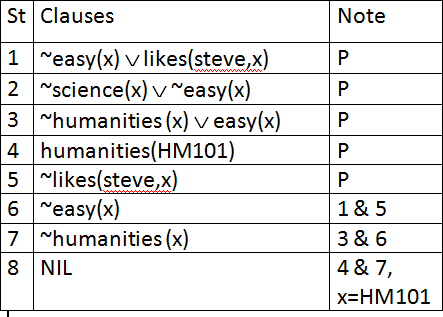 St Clauses Note
1 ~easy(x) ∨ likes(steve,x) P
2 ~science(x) ∨ ~easy(x) P
3 ~humanities (x) ∨ easy(x) P
4 humanities(HM101) P
5 ~likes(steve,x) P
6 ~easy(x) 1 & 5
7 ~humanities (x) 3 & 6
8 NIL 4 & 7,
x=HM101